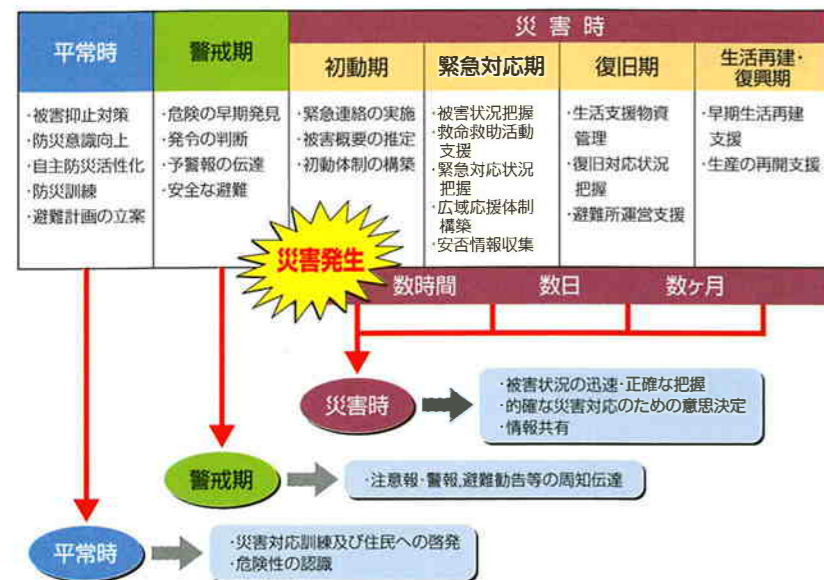 平常時
警戒期
災害時
初動期
緊急対応期
復旧期
生活再建・
復興期
・被害抑止対策
・防災意識向上
・自主防災活性化
・防災訓練
・避難計画の立案
・危険の早期発見
・発令の判断
・予警報の伝達
・安全な避難
・緊急連絡の実施
・被害概要の推定
・初動体制の構築
・被害状況把握
・救命救助活動
支援
・緊急対応状況
把握
・広域応援体制
構築
・安否情報収集
・生活支援物資
管理
・復旧対応状況
把握
・避難所運営支援
・早期生活再建
支援
・生産の再開支援
災害発生
数時間
数日
数ヶ月
災害時
・被害状況の迅速・正確な把握
・的確な災害対応のための意思決定
・情報共有
警戒期
・注意報・警報,避難勧告等の周知伝達
平常時
・災害対応訓練及び住民への啓発
・危険性の認識